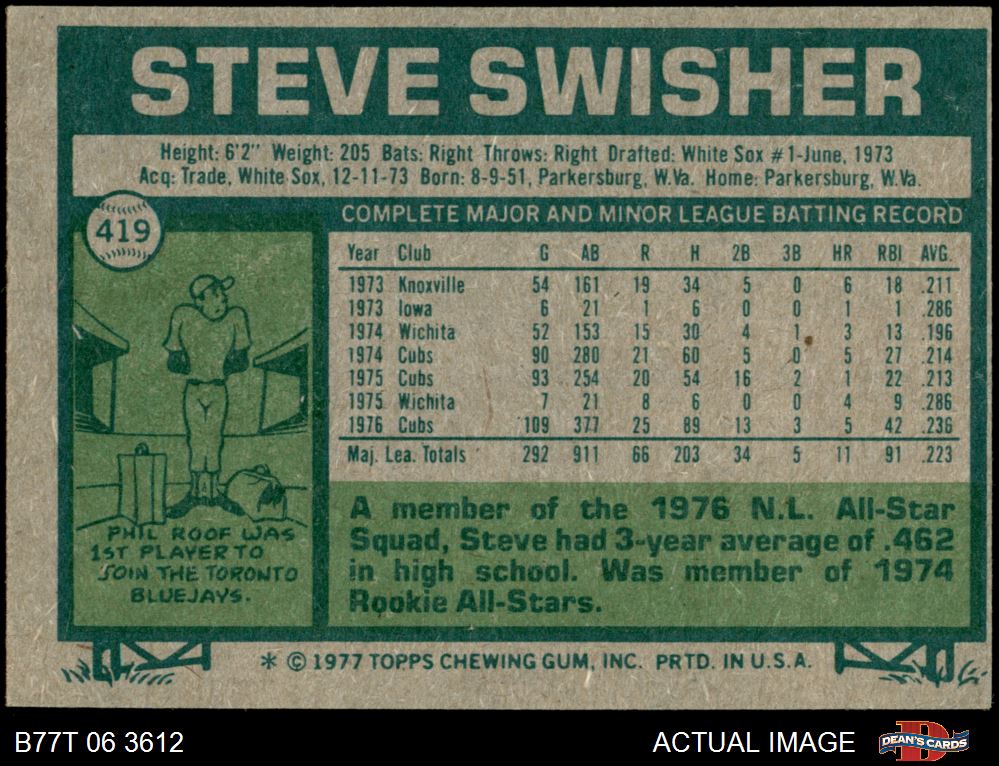 STEVE SWISHER
Height: 6'2" Weight: 205 Bats: Right Throws: Right Drafted: White Sox #1-June, 1973
Acq: Trade, White Sox, 12-11-73 Born: 8-9-51, Parkersburg, W.Va. Home: Parkersburg, W.Va.
419
COMPLETE MAJOR AND MINOR LEAGUE BATTING RECORD
Year Club G AB R H 2B 3B HR RBI AVG.
1973 Knoxville 54 161 19 34 5 0 6 18 .211
1973 Iowa 6 21 1 6 0 0 1 1 .286
1974 Wichita 52 153 15 30 4 1 3 13 .196
1974 Cubs 90 280 21 60 5 0 5 27 .214
1975 Cubs 93 254 20 54 16 2 1 22 .213
1975 Wichita 7 21 8 6 0 0 4 9 .286
1976 Cubs 109 377 25 89 13 3 5 42 .236
Maj. Lea. Totals 292 911 66 203 34 5 11 91 .223
PHIL ROOF WAS
1ST PLAYER TO
JOIN THE TORONTO
BLUEJAYS.
A member of the 1976 N.L. All-Star
Squad, Steve had 3-year average of .462
in high school. Was member of 1974
Rookie All-Stars.
* © 1977 TOPPS CHEWING GUM, INC. PRTD. IN U.S.A.
B77T 06 3612
ACTUAL IMAGE
DEAN'S CARDS